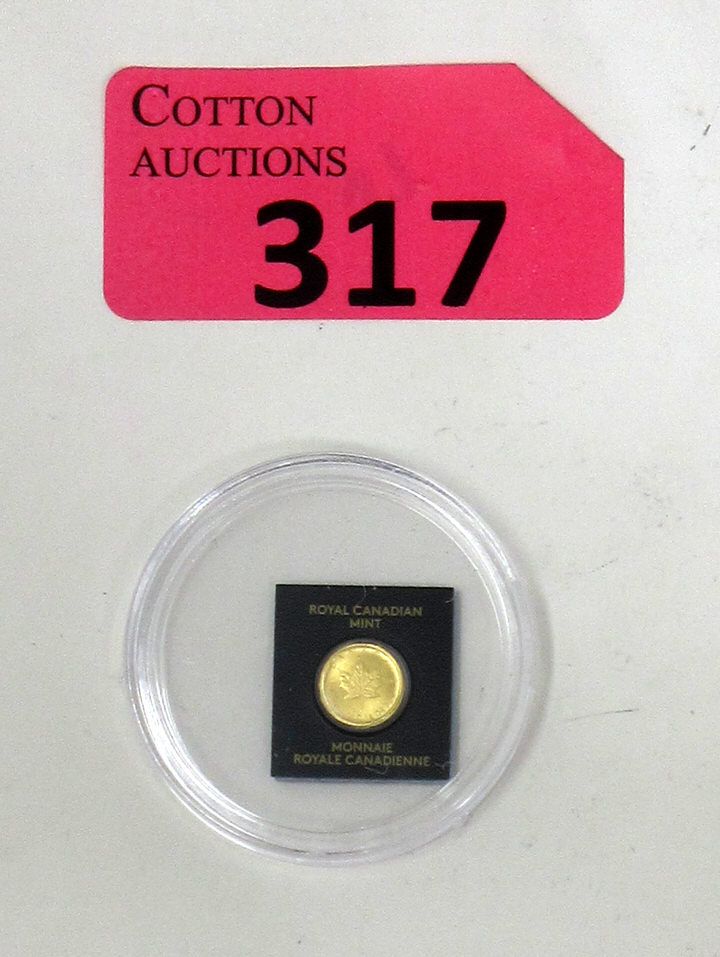 COTTON
AUCTIONS
317
ROYAL CANADIAN
MINT
MONNAIE
ROYALE CANADIENNE